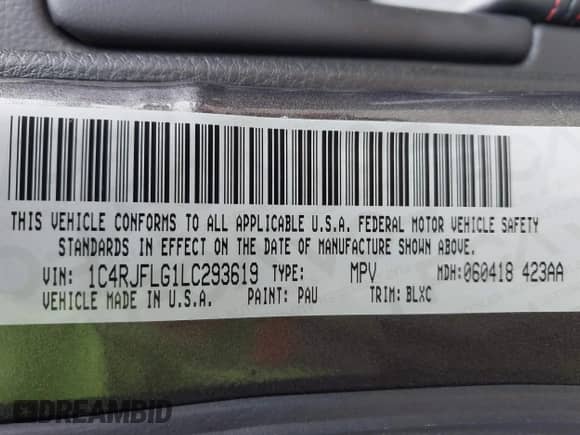 THIS VEHICLE CONFORMS TO ALL APPLICABLE U.S.A. FEDERAL MOTOR VEHICLE SAFETY
STANDARDS IN EFFECT ON THE DATE OF MANUFACTURE SHOWN ABOVE.
VIN: 1C4RJFLG1LC293619 TYPE: MPV MDH:060418 423AA
VEHICLE MADE IN U.S.A. PAINT: PAU TRIM: BLXC
DREAMBID